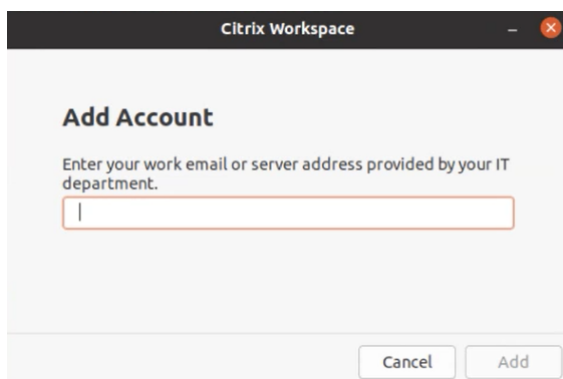 Citrix Workspace
Add Account
Enter your work email or server address provided by your IT
department.
Cancel
Add